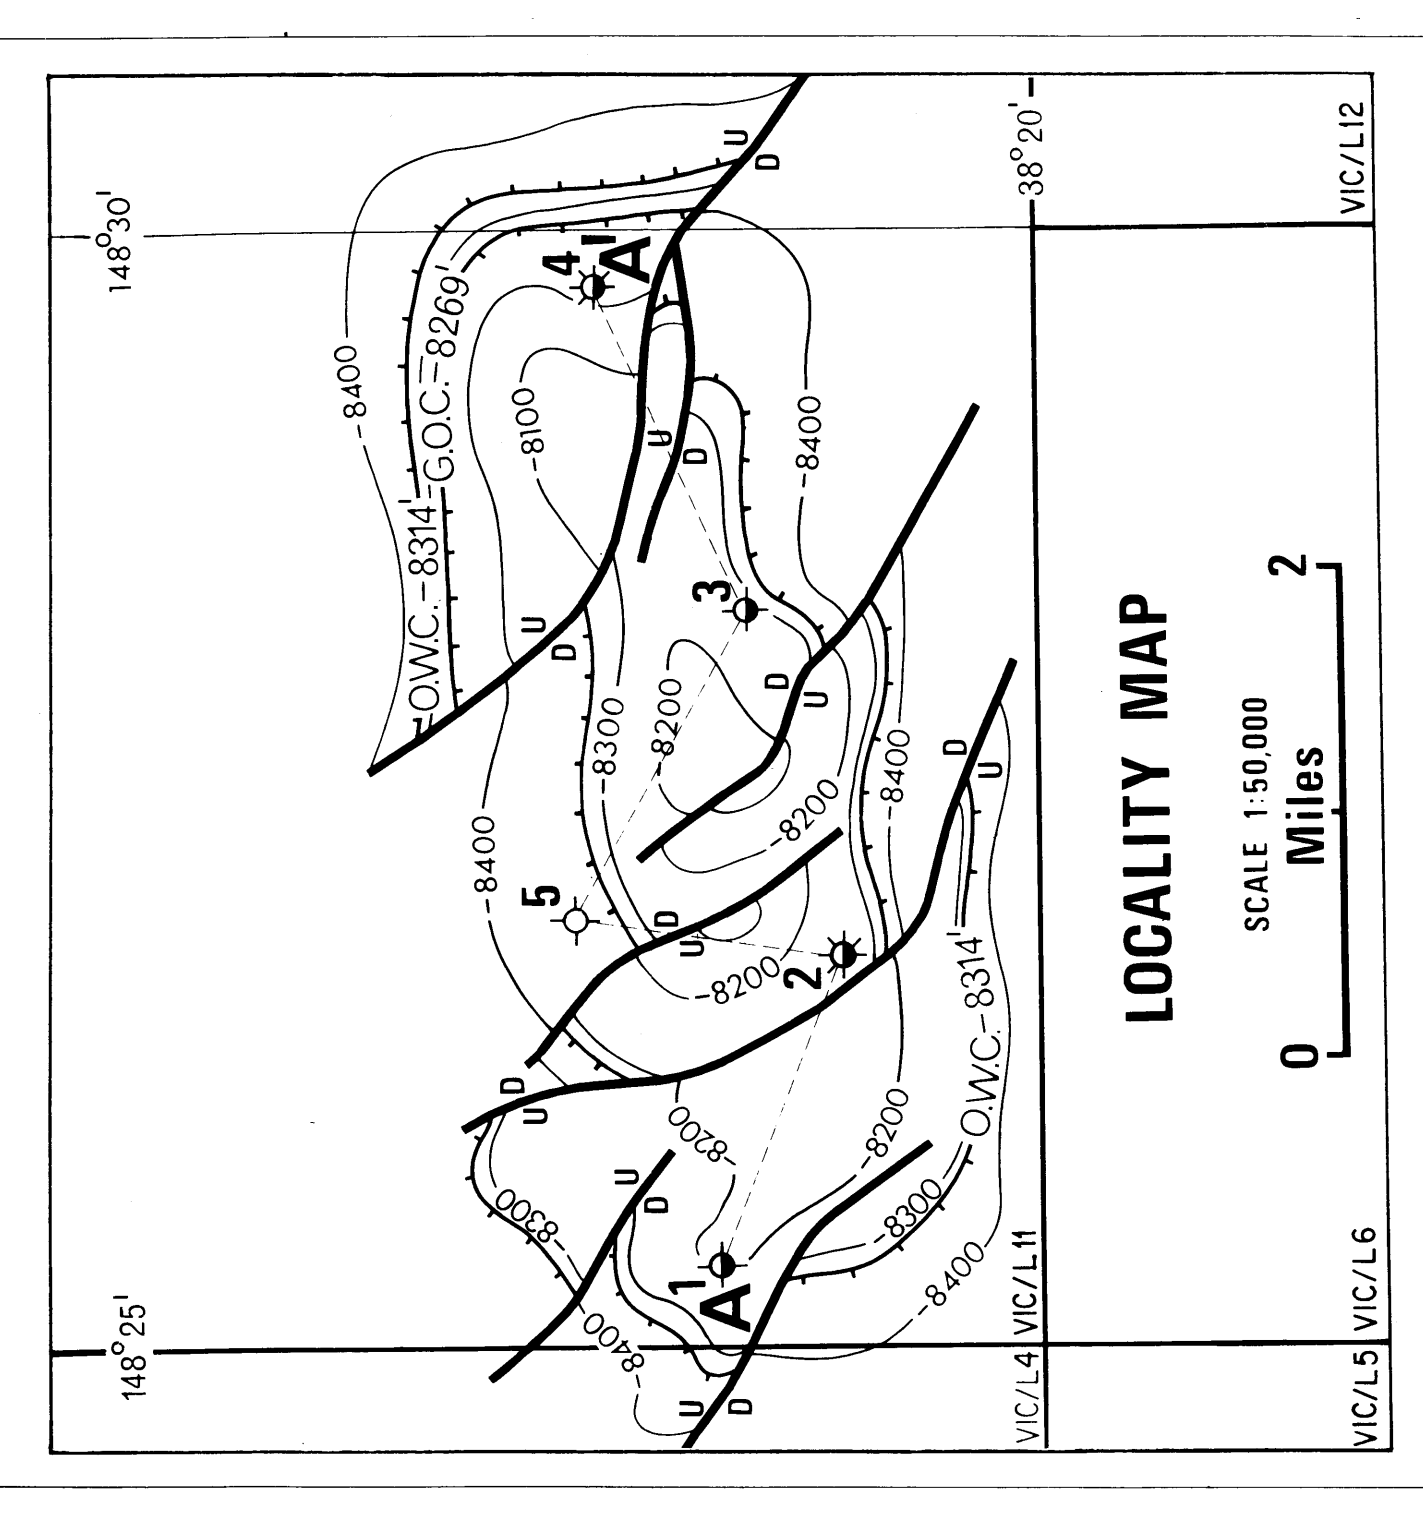 148°25'
148°30'
-8400
O.W.C.-8314'
G.O.C.-8269'
-8100
4
A'
U
D
U
D
U
D
-8400
5
-8300
-8200
3
-8400
D
U
-8200
U
D
-8200
2
-8400
D
U
D
U
-8300
-8200
U
D
1
A
-8200
-8300
O.W.C.-8314'
-8400
-8400
U
D
38°20'
VIC/L4
VIC/L11
VIC/L5
VIC/L6
VIC/L12
LOCALITY MAP
SCALE 1:50,000
0
Miles
2